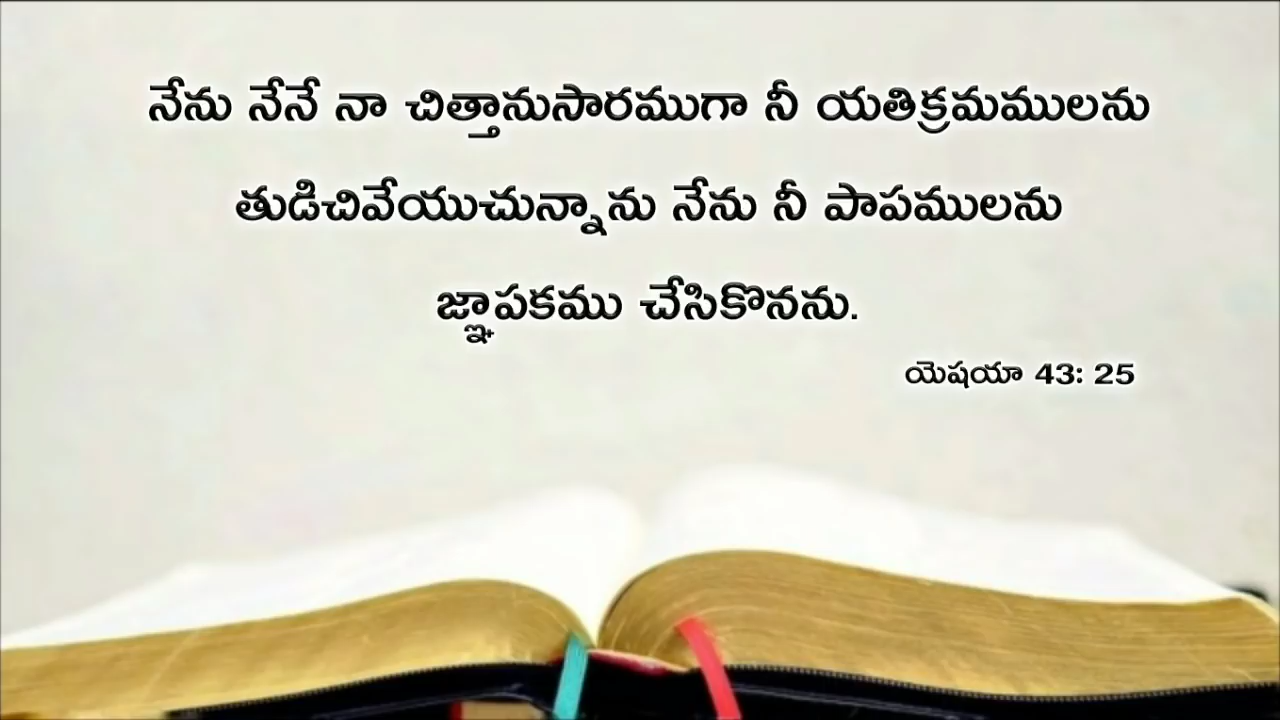 నేను నేనే నా చిత్తానుసారముగా నీ యతిక్రమములను
తుడిచివేయుచున్నాను నేను నీ పాపములను
జ్ఞాపకము చేసికొనను.
యెషయా 43: 25